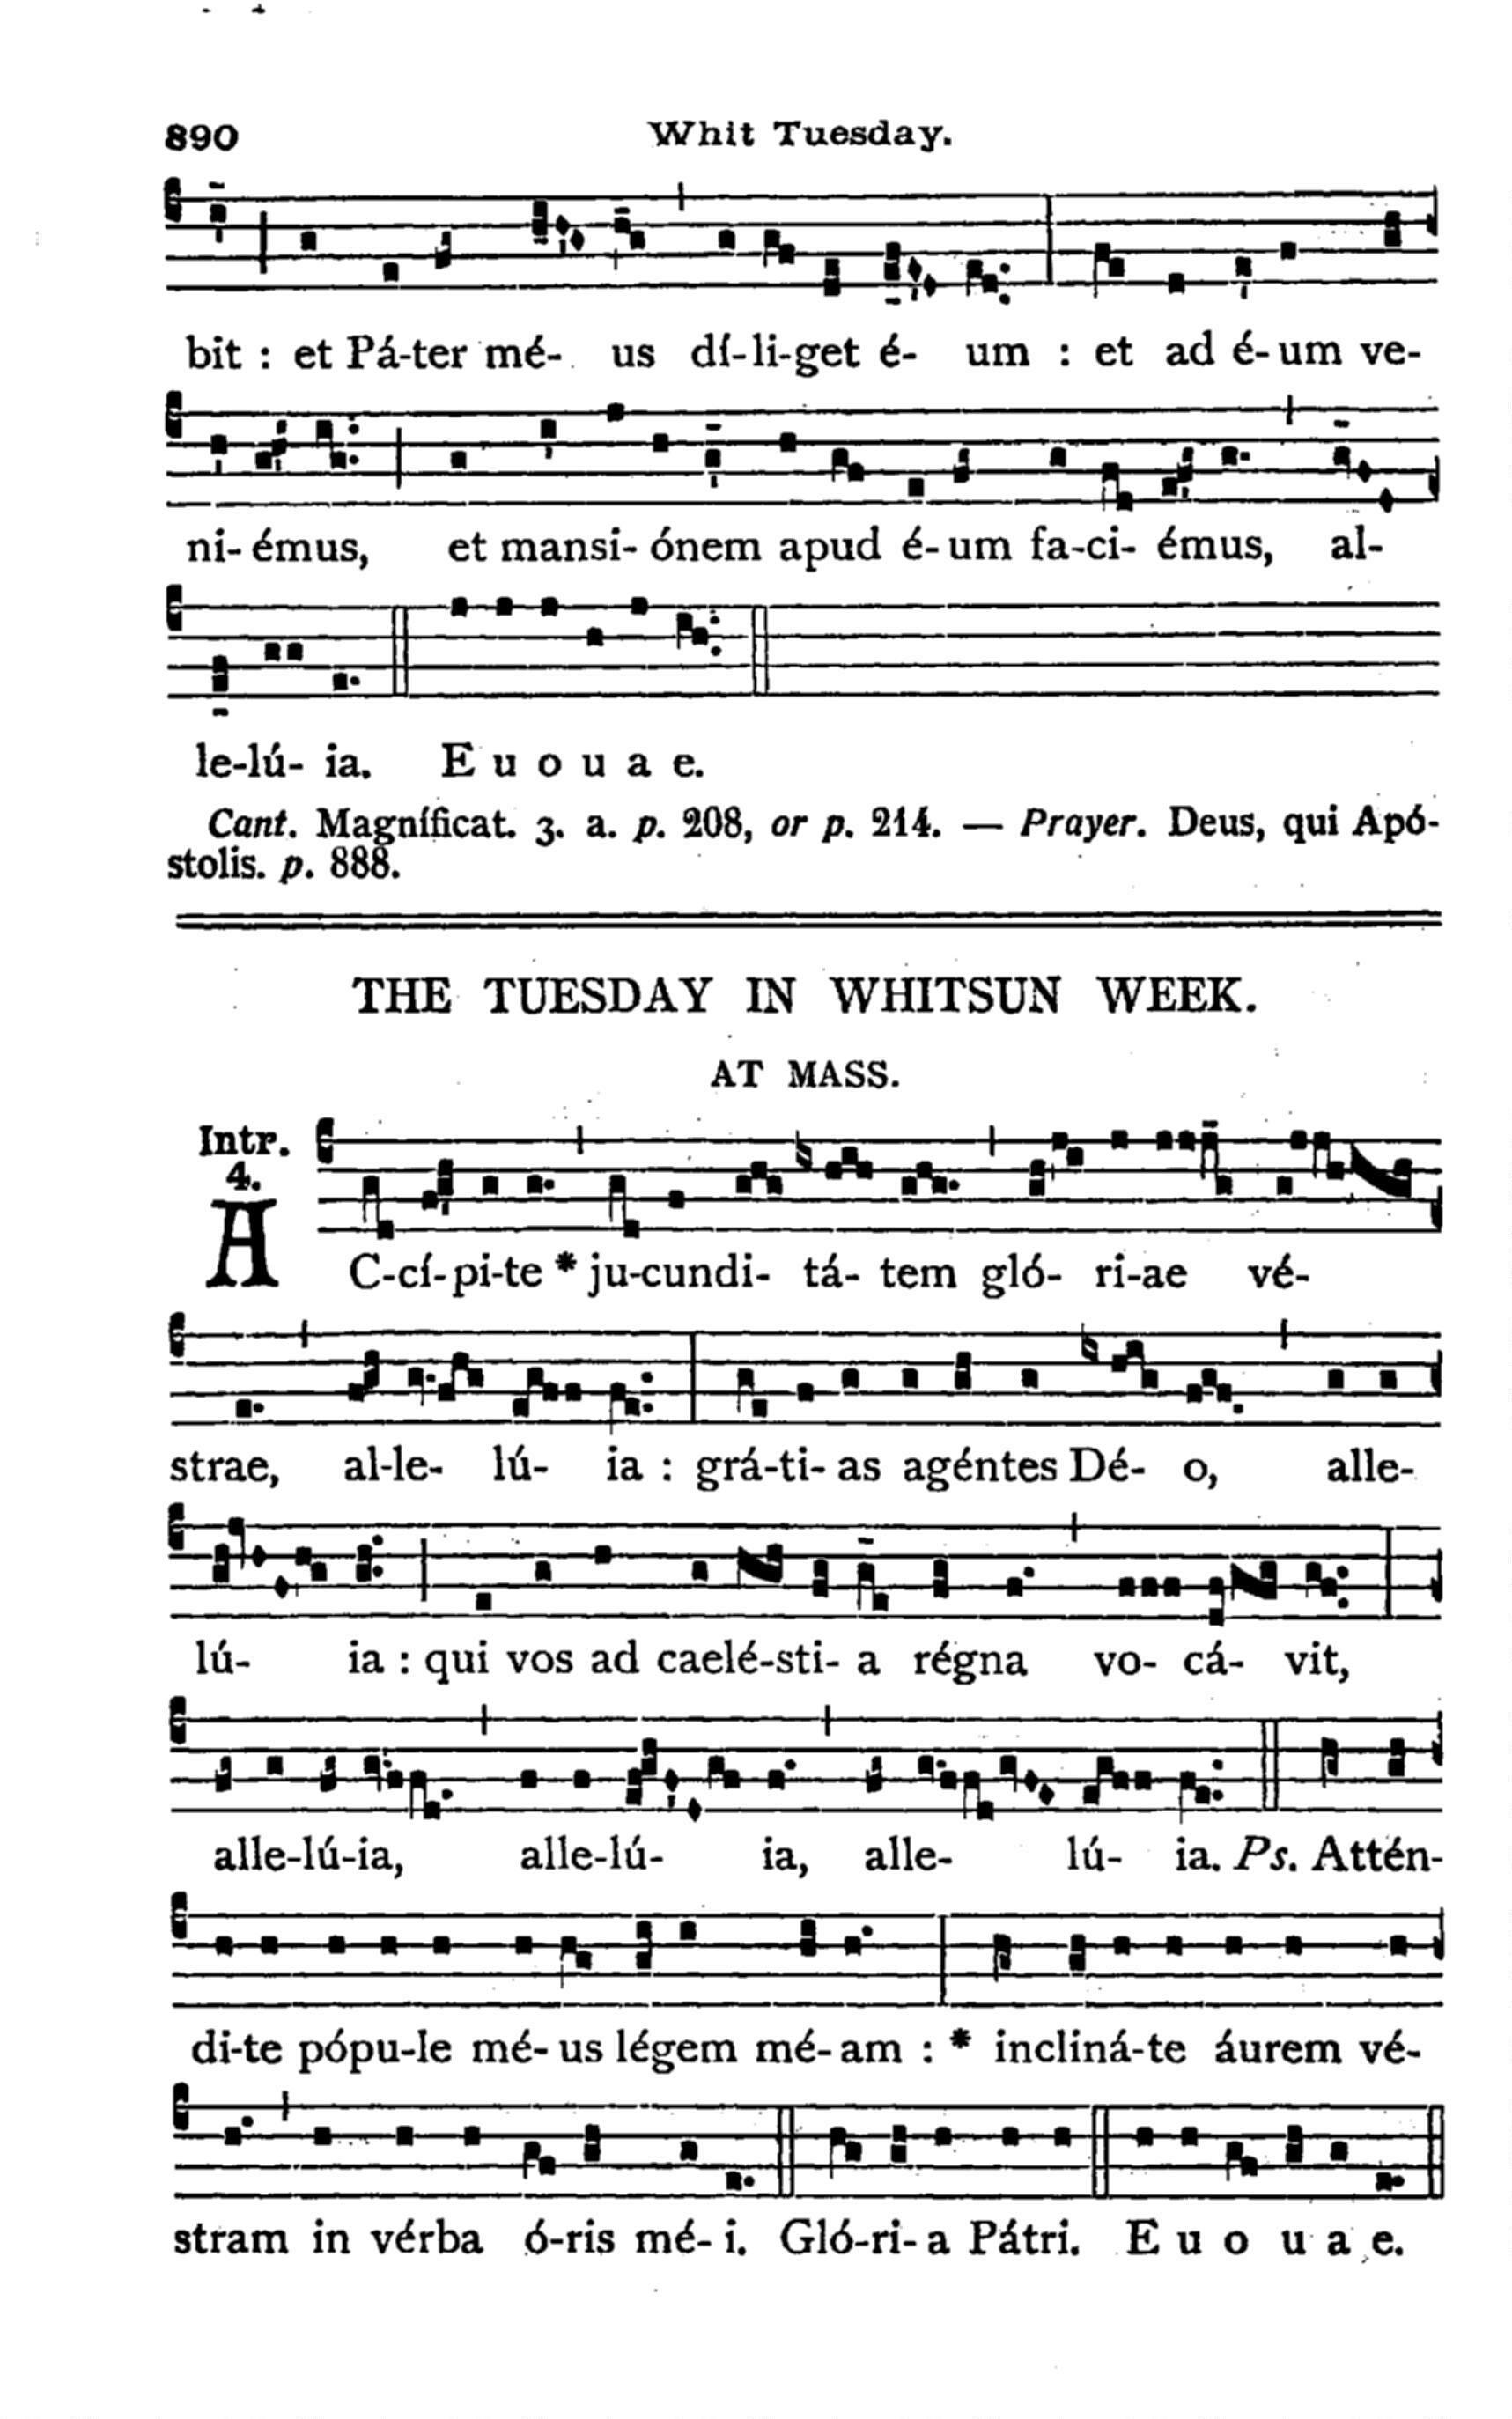 890 Whit Tuesday.
bit : et Pá-ter mé- us dí-li-get é- um : et ad é-um ve-
ni-émus, et mansi-ónem apud é-um fa-ci-émus, al-
le-lú- ia. E u o u a e.
Cant. Magníficat. 3. a. p. 208, or p. 214. — Prayer. Deus, qui Apó-
stolis. p. 888.
THE TUESDAY IN WHITSUN WEEK.
AT MASS.
Intr.
4.
AC-cí-pi-te * ju-cundi- tá- tem gló- ri-ae vé-
strae, al-le- lú- ia : grá-ti-as agéntes Dé- o, alle-
lú- ia : qui vos ad caelé-sti- a régna vo- cá- vit,
alle-lú-ia, alle-lú- ia, alle- lú- ia. Ps. Attén-
di-te pópu-le mé-us légem mé-am : * incliná-te áurem vé-
stram in vérba ó-ris mé- i. Gló-ri- a Pátri. E u o u a e.